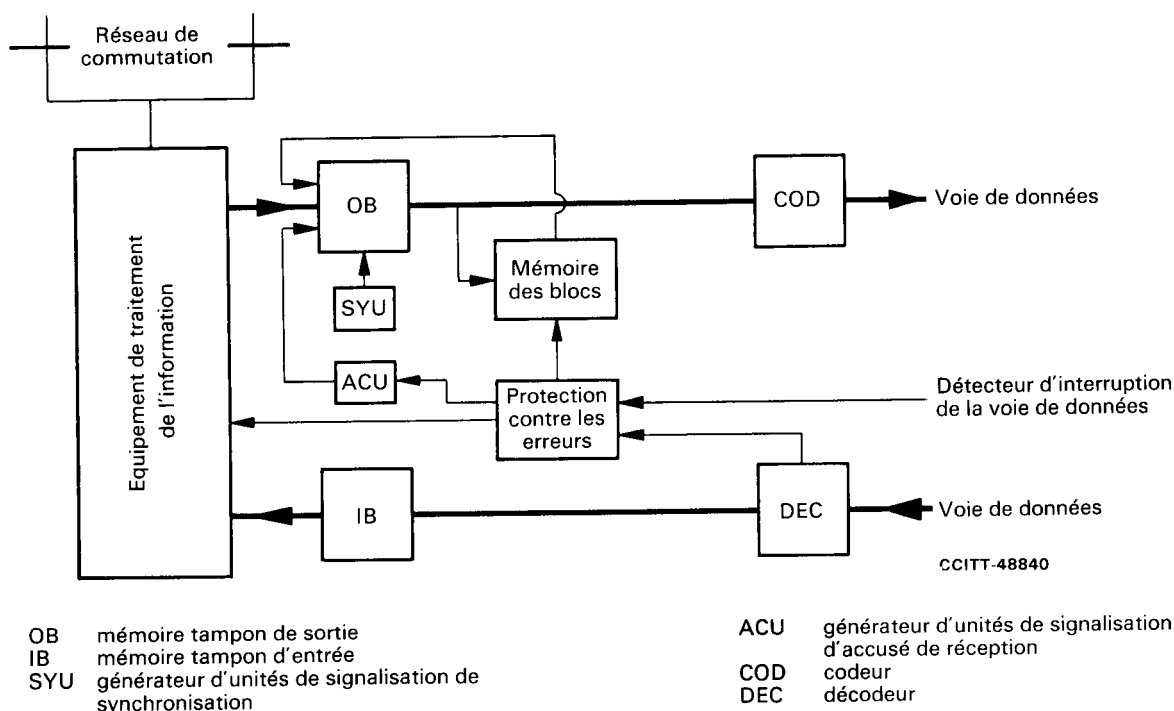 Réseau de
commutation
Equipement de traitement
de l'information
OB
COD
Voie de données
Mémoire
des blocs
SYU
ACU
Protection
contre les
erreurs
Détecteur d'interruption
de la voie de données
IB
DEC
Voie de données
CCITT-48840
OB mémoire tampon de sortie
IB mémoire tampon d'entrée
SYU générateur d'unités de signalisation de
synchronisation
ACU générateur d'unités de signalisation
d'accusé de réception
COD codeur
DEC décodeur